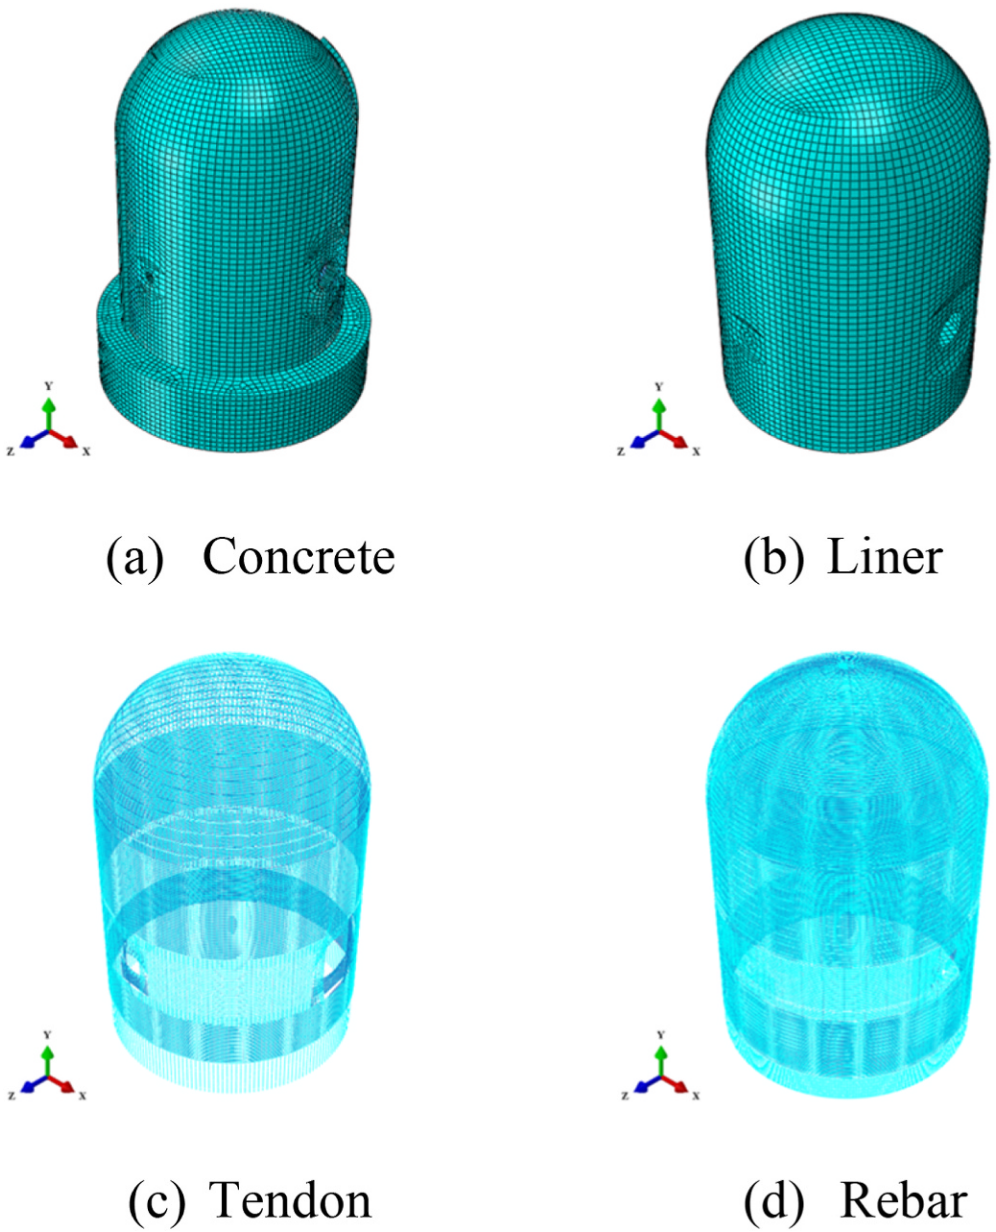 Y
Z
X
Y
Z
X
(a) Concrete
(b) Liner
Y
Z
X
Y
Z
X
(c) Tendon
(d) Rebar